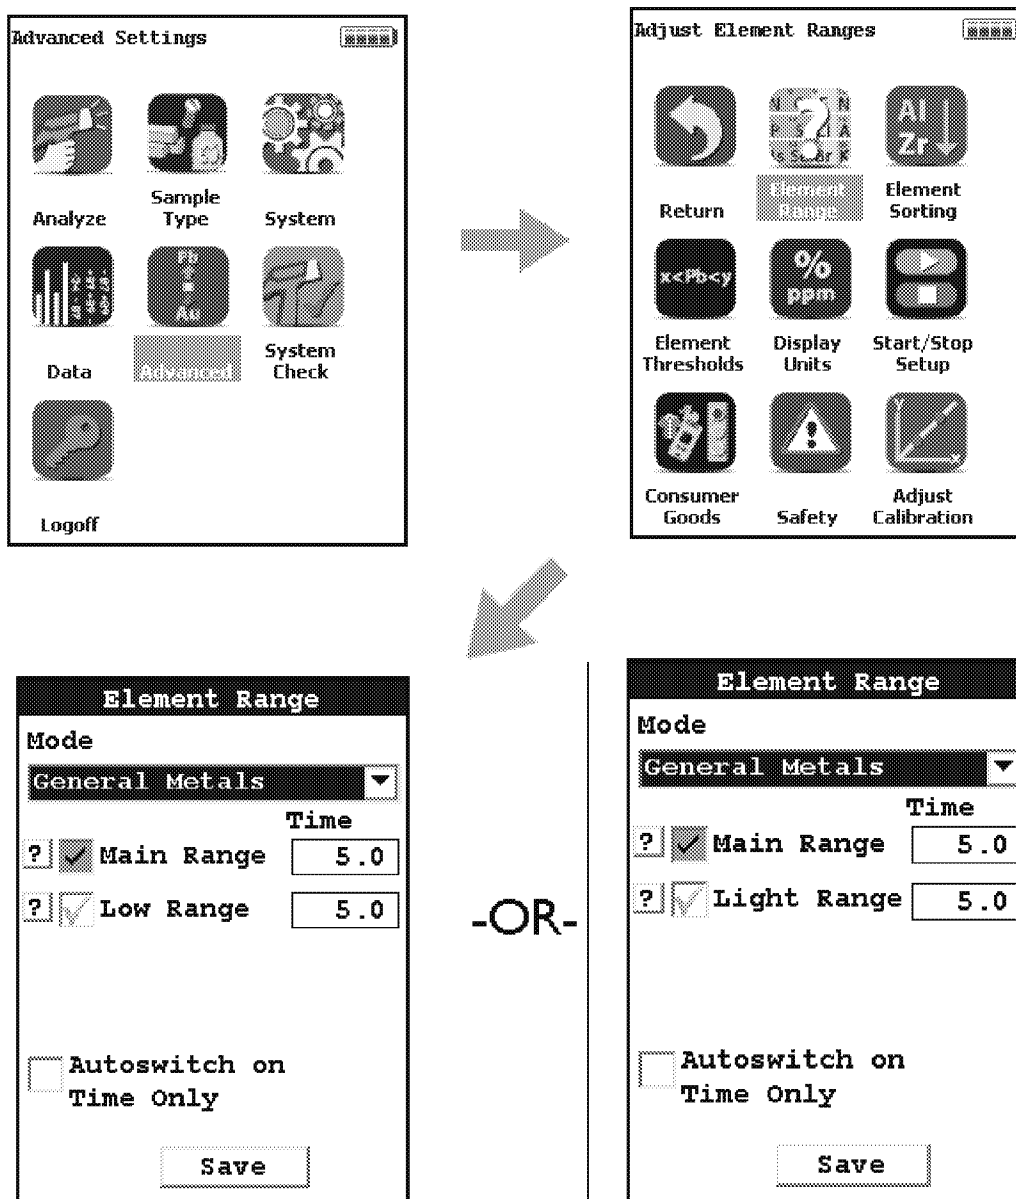 Advanced Settings
Analyze
Sample
Type
System
Data
Pb
Au
Advanced
System
Check
Logoff
Adjust Element Ranges
Return
Element
Range
Al
Zr
Element
Sorting
x<Pb<y
Element
Thresholds
%
ppm
Display
Units
Start/Stop
Setup
Consumer
Goods
Safety
Y
x
Adjust
Calibration
Element Range
Mode
General Metals
Time
? Main Range 5.0
? Low Range 5.0
Autoswitch on
Time Only
Save
-OR-
Element Range
Mode
General Metals
Time
? Main Range 5.0
? Light Range 5.0
Autoswitch on
Time Only
Save